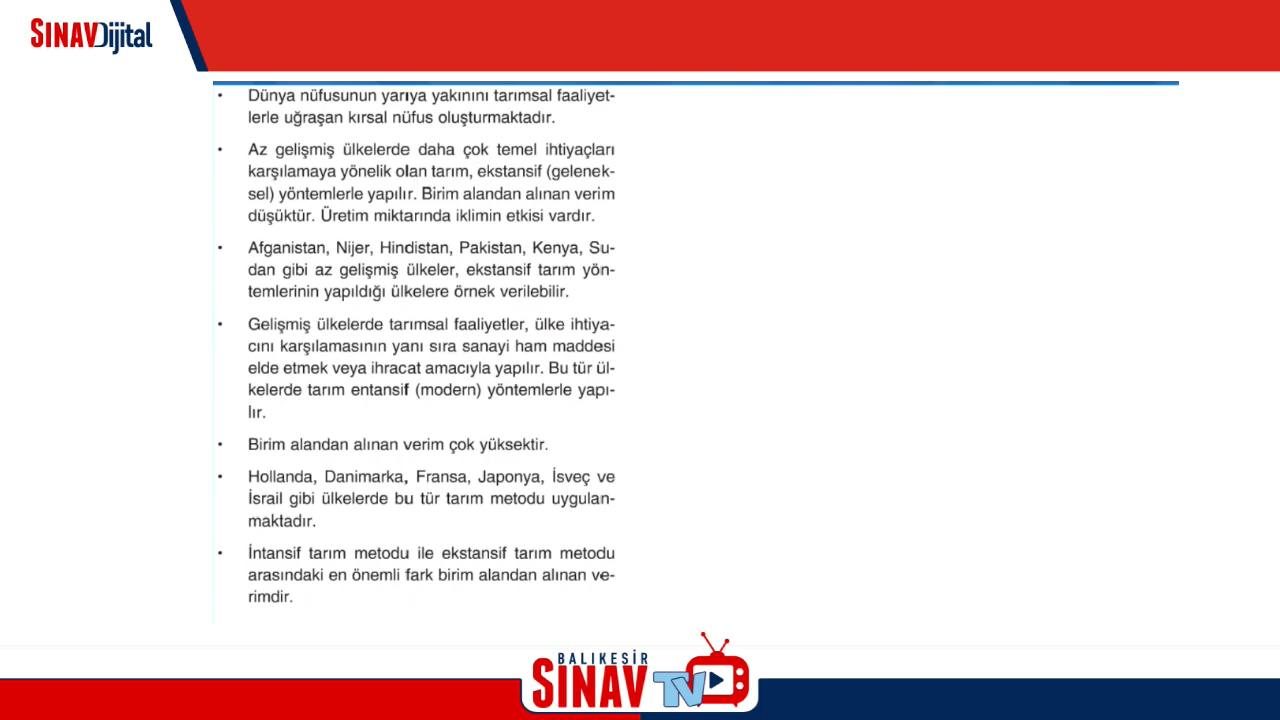 SINAVDijital
• Dünya nüfusunun yarıya yakınını tarımsal faaliyet-
lerle uğraşan kırsal nüfus oluşturmaktadır.
• Az gelişmiş ülkelerde daha çok temel ihtiyaçları
karşılamaya yönelik olan tarım, ekstansif (gelenek-
sel) yöntemlerle yapılır. Birim alandan alınan verim
düşüktür. Üretim miktarında iklimin etkisi vardır.
• Afganistan, Nijer, Hindistan, Pakistan, Kenya, Su-
dan gibi az gelişmiş ülkeler, ekstansif tarım yön-
temlerinin yapıldığı ülkelere örnek verilebilir.
• Gelişmiş ülkelerde tarımsal faaliyetler, ülke ihtiya-
cını karşılamasının yanı sıra sanayi ham maddesi
elde etmek veya ihracat amacıyla yapılır. Bu tür ül-
kelerde tarım entansif (modern) yöntemlerle yapı-
lır.
• Birim alandan alınan verim çok yüksektir.
• Hollanda, Danimarka, Fransa, Japonya, İsveç ve
İsrail gibi ülkelerde bu tür tarım metodu uygulan-
maktadır.
• İntansif tarım metodu ile ekstansif tarım metodu
arasındaki en önemli fark birim alandan alınan ve-
rimdir.
BALIKESİR
SINAV TV